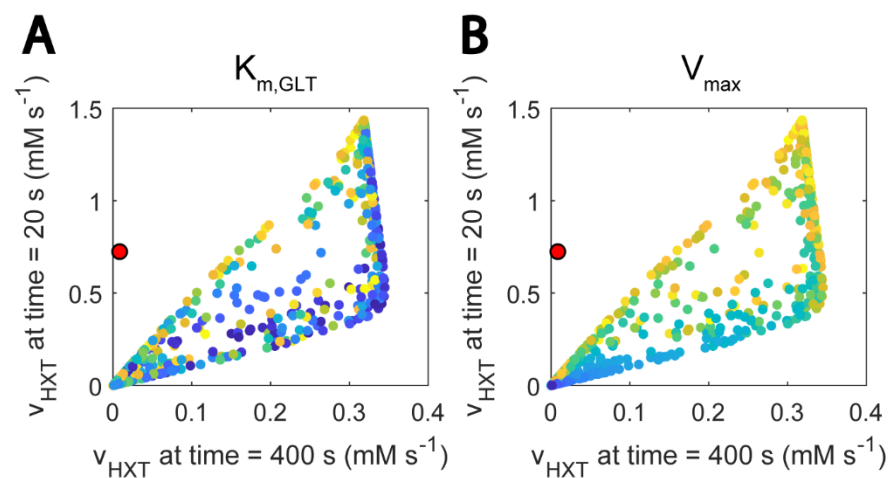 A
K_m,GLT
v_HXT at time = 20 s (mM s⁻¹)
1.5
1
0.5
0
0
0.1
0.2
0.3
0.4
v_HXT at time = 400 s (mM s⁻¹)
B
V_max
v_HXT at time = 20 s (mM s⁻¹)
1.5
1
0.5
0
0
0.1
0.2
0.3
0.4
v_HXT at time = 400 s (mM s⁻¹)